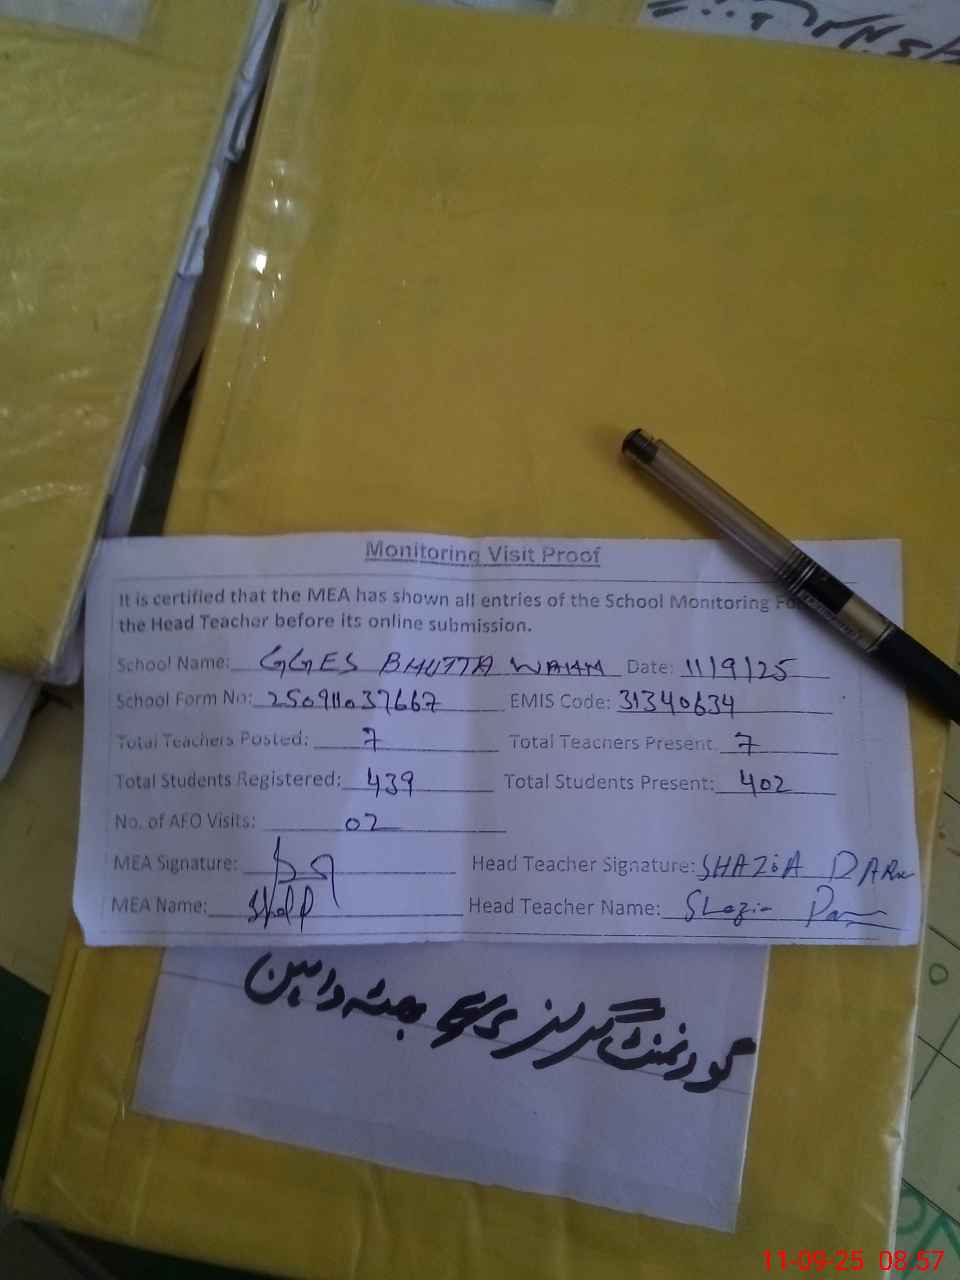 Monitoring Visit Proof
It is certified that the MEA has shown all entries of the School Monitoring
the Head Teacher before its online submission.
School Name: GGES BHUTTA WAHAN Date: 11/9/25
School Form No: 250911037667 EMIS Code: 31340634
Total Teachers Posted: 7 Total Teachers Present: 7
Total Students Registered: 439 Total Students Present: 402
No. of AEO Visits: 02
MEA Signature: Head Teacher Signature: SHAZiA
MEA Name: Head Teacher Name: Shazia
گورنمنٹ گرلز بھٹہ واہن
11-09-25 08.57